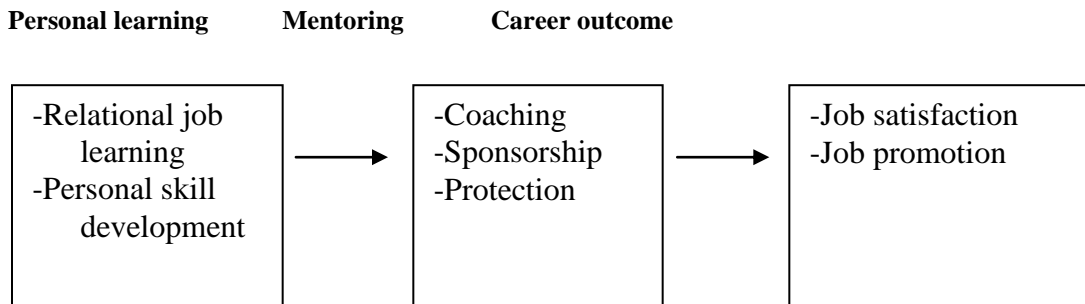 Personal learning Mentoring Career outcome
-Relational job
learning
-Personal skill
development
-Coaching
-Sponsorship
-Protection
-Job satisfaction
-Job promotion